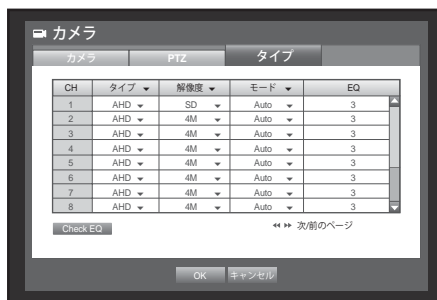 カメラ
カメラ PTZ タイプ
CH タイプ 解像度 モード EQ
1 AHD SD Auto 3
2 AHD 4M Auto 3
3 AHD 4M Auto 3
4 AHD 4M Auto 3
5 AHD 4M Auto 3
6 AHD 4M Auto 3
7 AHD 4M Auto 3
8 AHD 4M Auto 3
Check EQ 次/前のページ
OK キャンセル